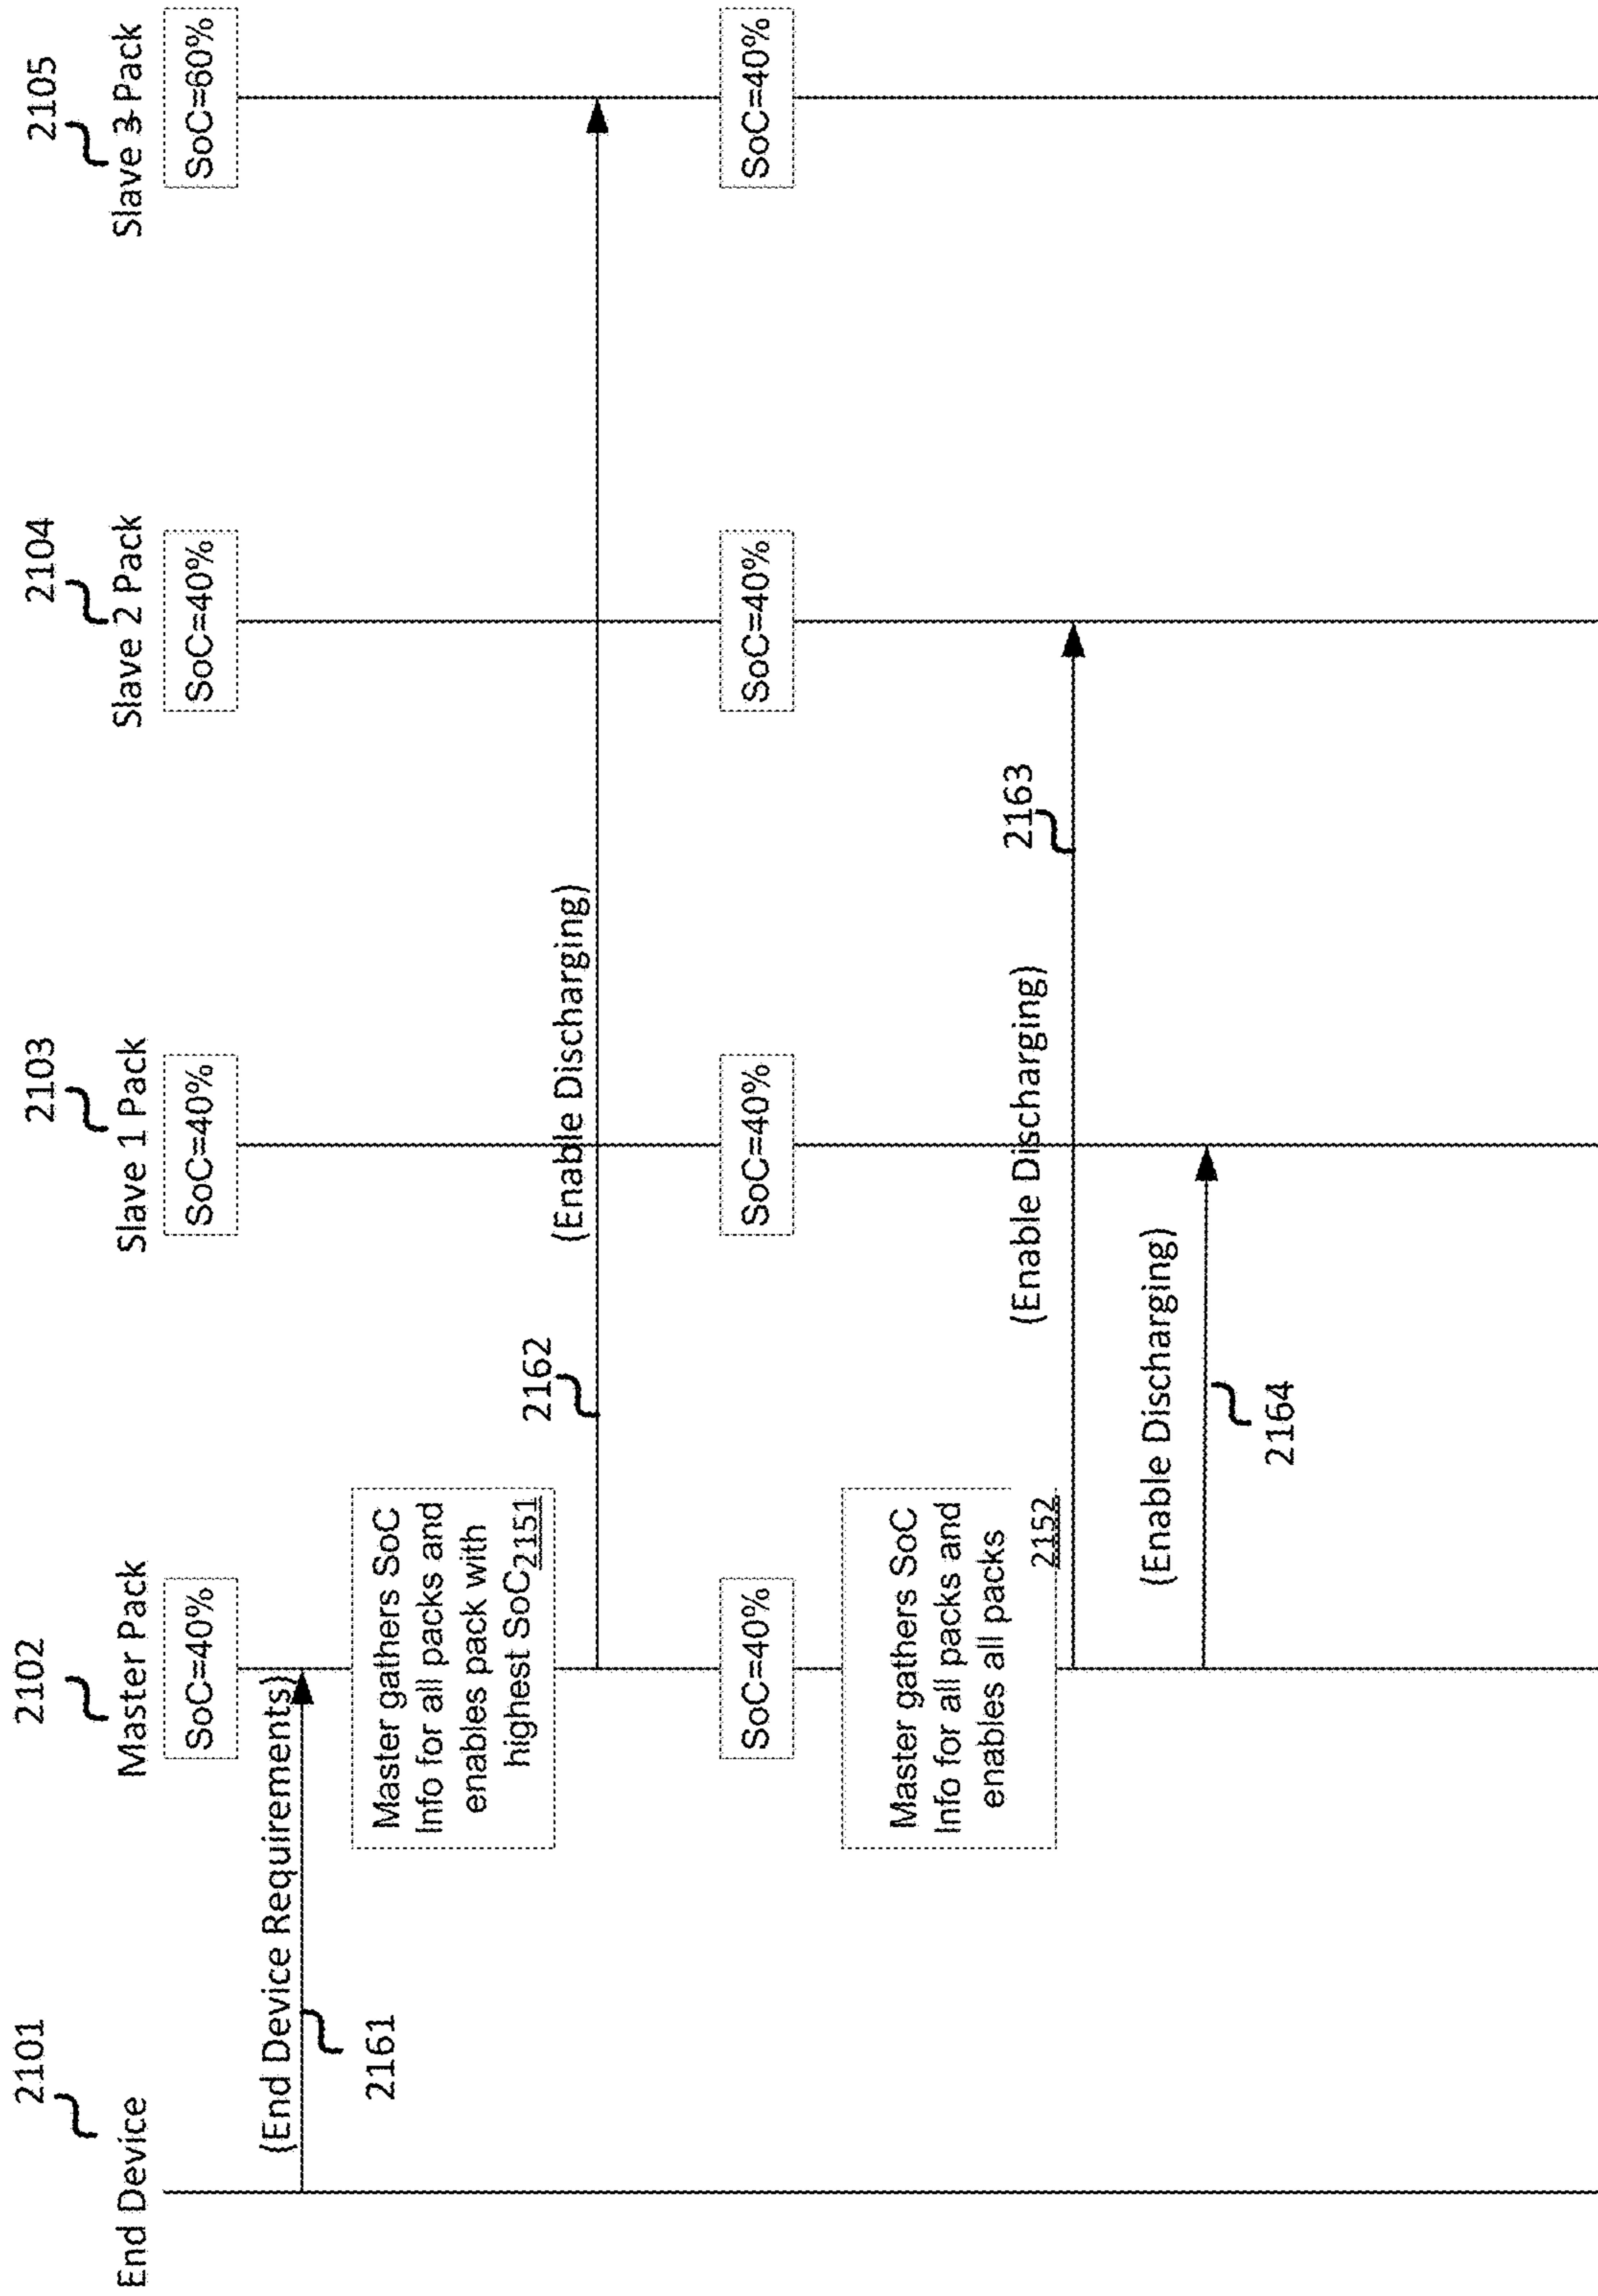 2101
2102
2103
2104
2105
End Device
Master Pack
Slave 1 Pack
Slave 2 Pack
Slave 3 Pack
SoC=40%
SoC=40%
SoC=40%
SoC=60%
(End Device Requirements)
2161
Master gathers SoC
Info for all packs and
enables pack with
highest SoC 2151
2162
(Enable Discharging)
SoC=40%
SoC=40%
SoC=40%
SoC=40%
Master gathers SoC
Info for all packs and
enables all packs
2152
(Enable Discharging)
2163
(Enable Discharging)
2164